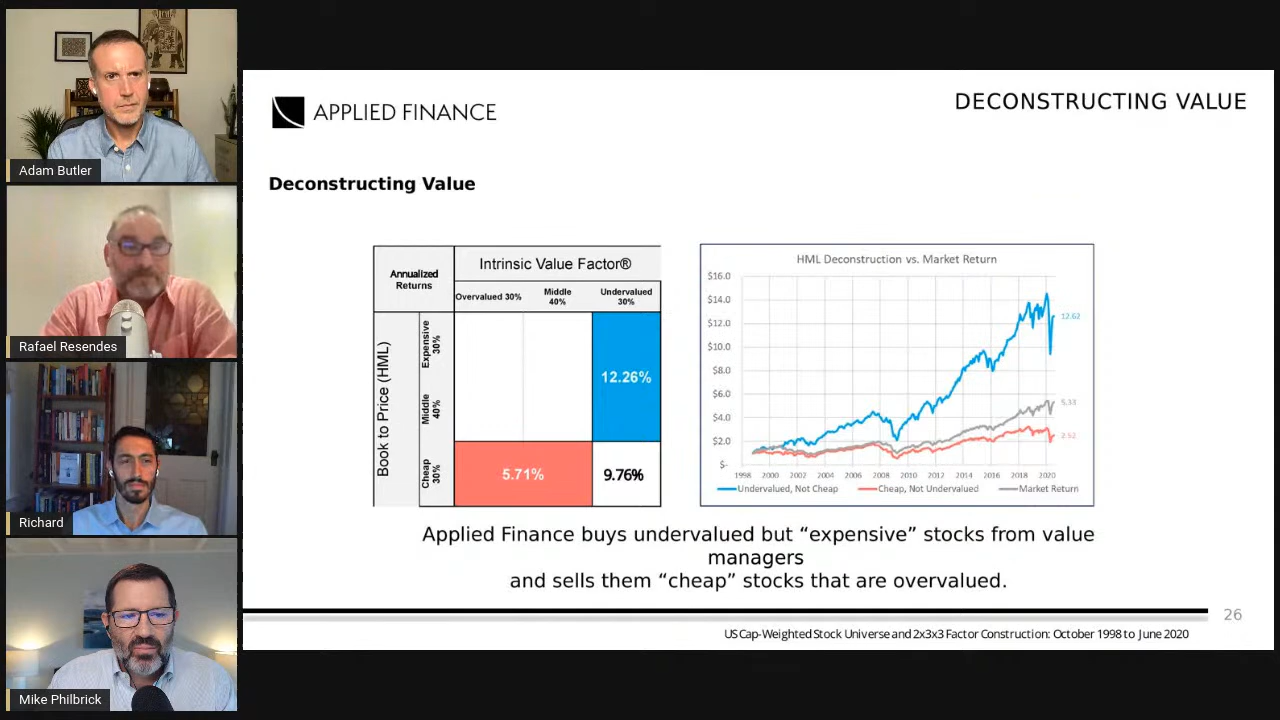 Adam Butler
Rafael Resendes
Richard
Mike Philbrick
APPLIED FINANCE
DECONSTRUCTING VALUE
Deconstructing Value
Annualized
Returns
Intrinsic Value Factor®
Overvalued 30%
Middle
40%
Undervalued
30%
Book to Price (HML)
Expensive
30%
Middle
40%
Cheap
30%
12.26%
5.71%
9.76%
HML Deconstruction vs. Market Return
$16.0
$14.0
$12.0
$10.0
$8.0
$6.0
$4.0
$2.0
$-
12.62
5.33
2.52
1998 2000 2002 2004 2006 2008 2010 2012 2014 2016 2018 2020
Undervalued, Not Cheap
Cheap, Not Undervalued
Market Return
Applied Finance buys undervalued but “expensive” stocks from value
managers
and sells them “cheap” stocks that are overvalued.
26
US Cap-Weighted Stock Universe and 2x3x3 Factor Construction: October 1998 to June 2020